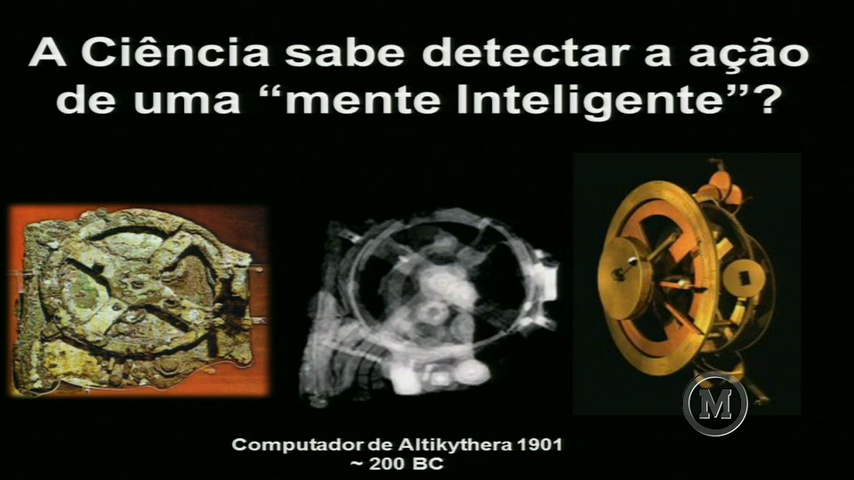 A Ciência sabe detectar a ação
de uma “mente Inteligente”?
M
Computador de Altikythera 1901
~ 200 BC